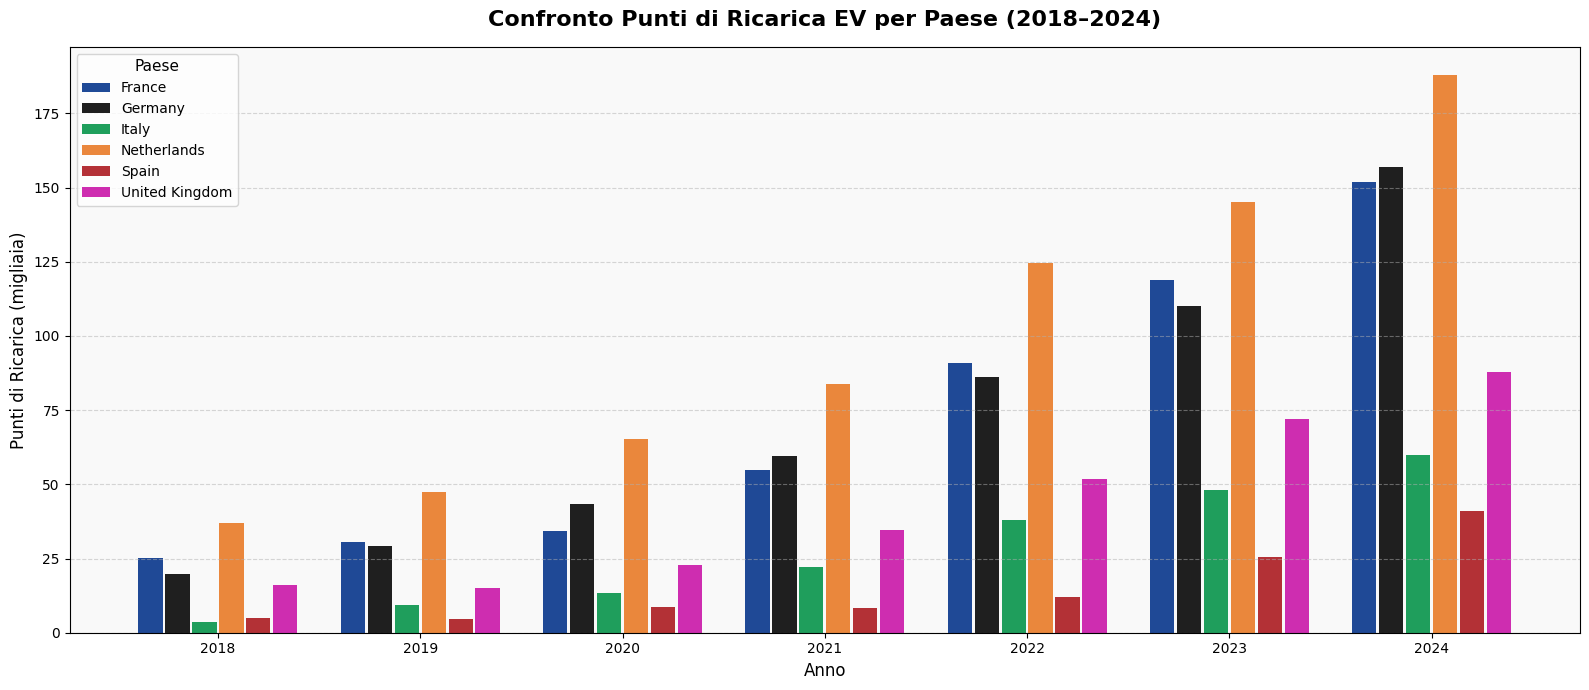 Confronto Punti di Ricarica EV per Paese (2018–2024)
Paese
France
Germany
Italy
Netherlands
Spain
United Kingdom
Punti di Ricarica (migliaia)
175
150
125
100
75
50
25
0
2018 2019 2020 2021 2022 2023 2024
Anno